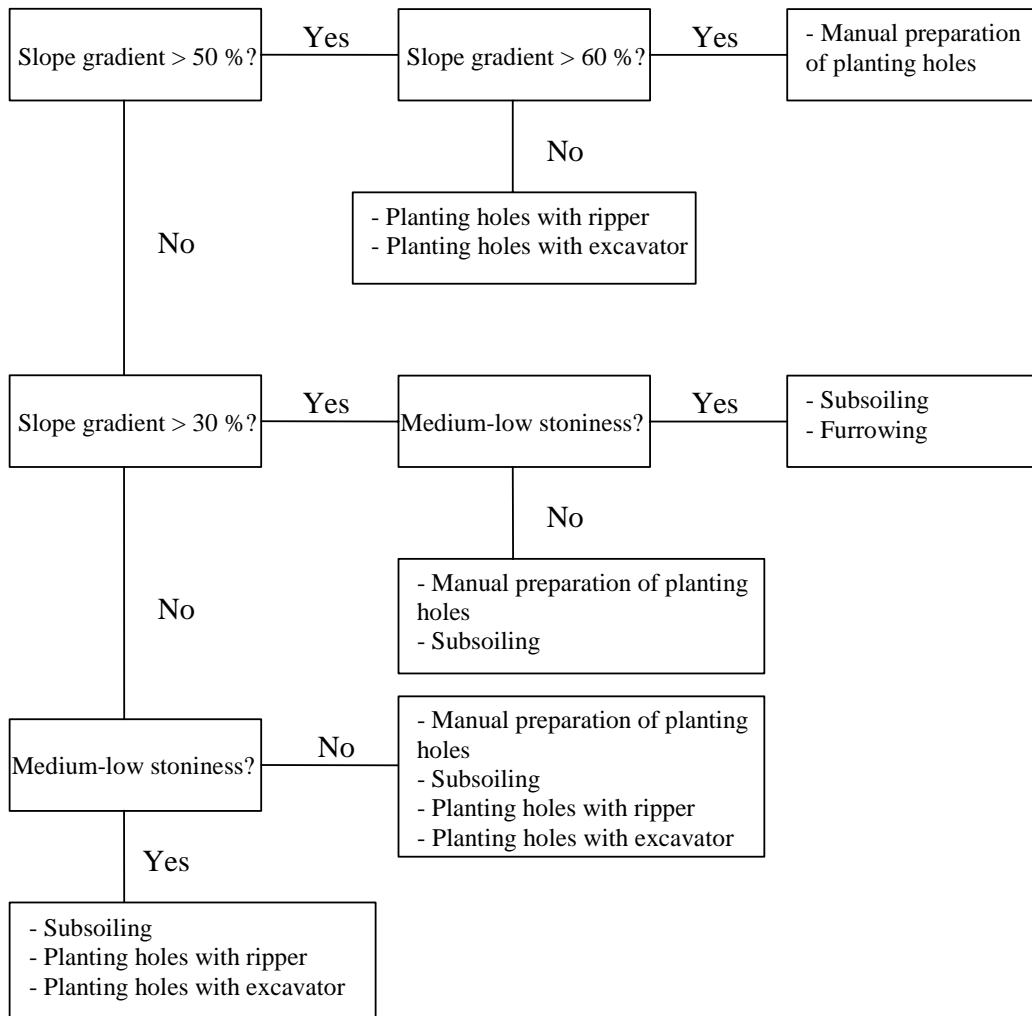 Slope gradient > 50 %?
Yes
Slope gradient > 60 %?
Yes
- Manual preparation
of planting holes
No
- Planting holes with ripper
- Planting holes with excavator
No
Slope gradient > 30 %?
Yes
Medium-low stoniness?
Yes
- Subsoiling
- Furrowing
No
- Manual preparation of planting
holes
- Subsoiling
No
Medium-low stoniness?
No
- Manual preparation of planting
holes
- Subsoiling
- Planting holes with ripper
- Planting holes with excavator
Yes
- Subsoiling
- Planting holes with ripper
- Planting holes with excavator